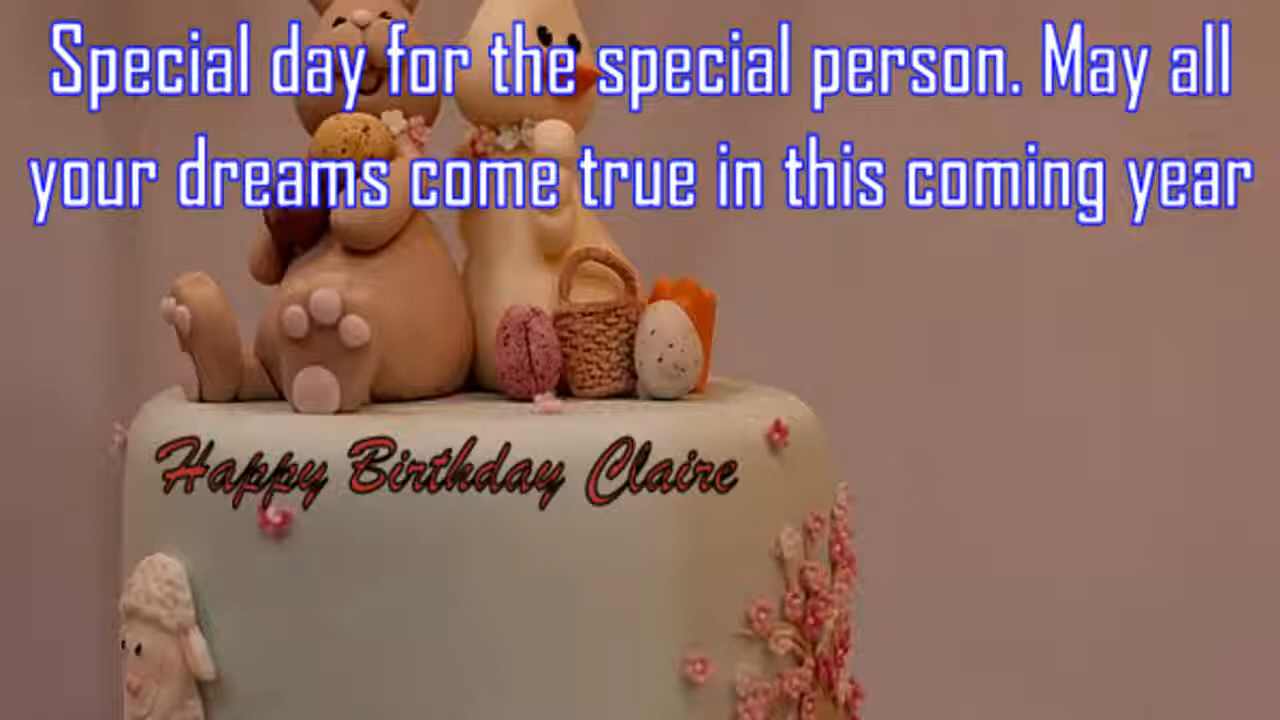 Special day for the special person. May all
your dreams come true in this coming year
Happy Birthday Claire